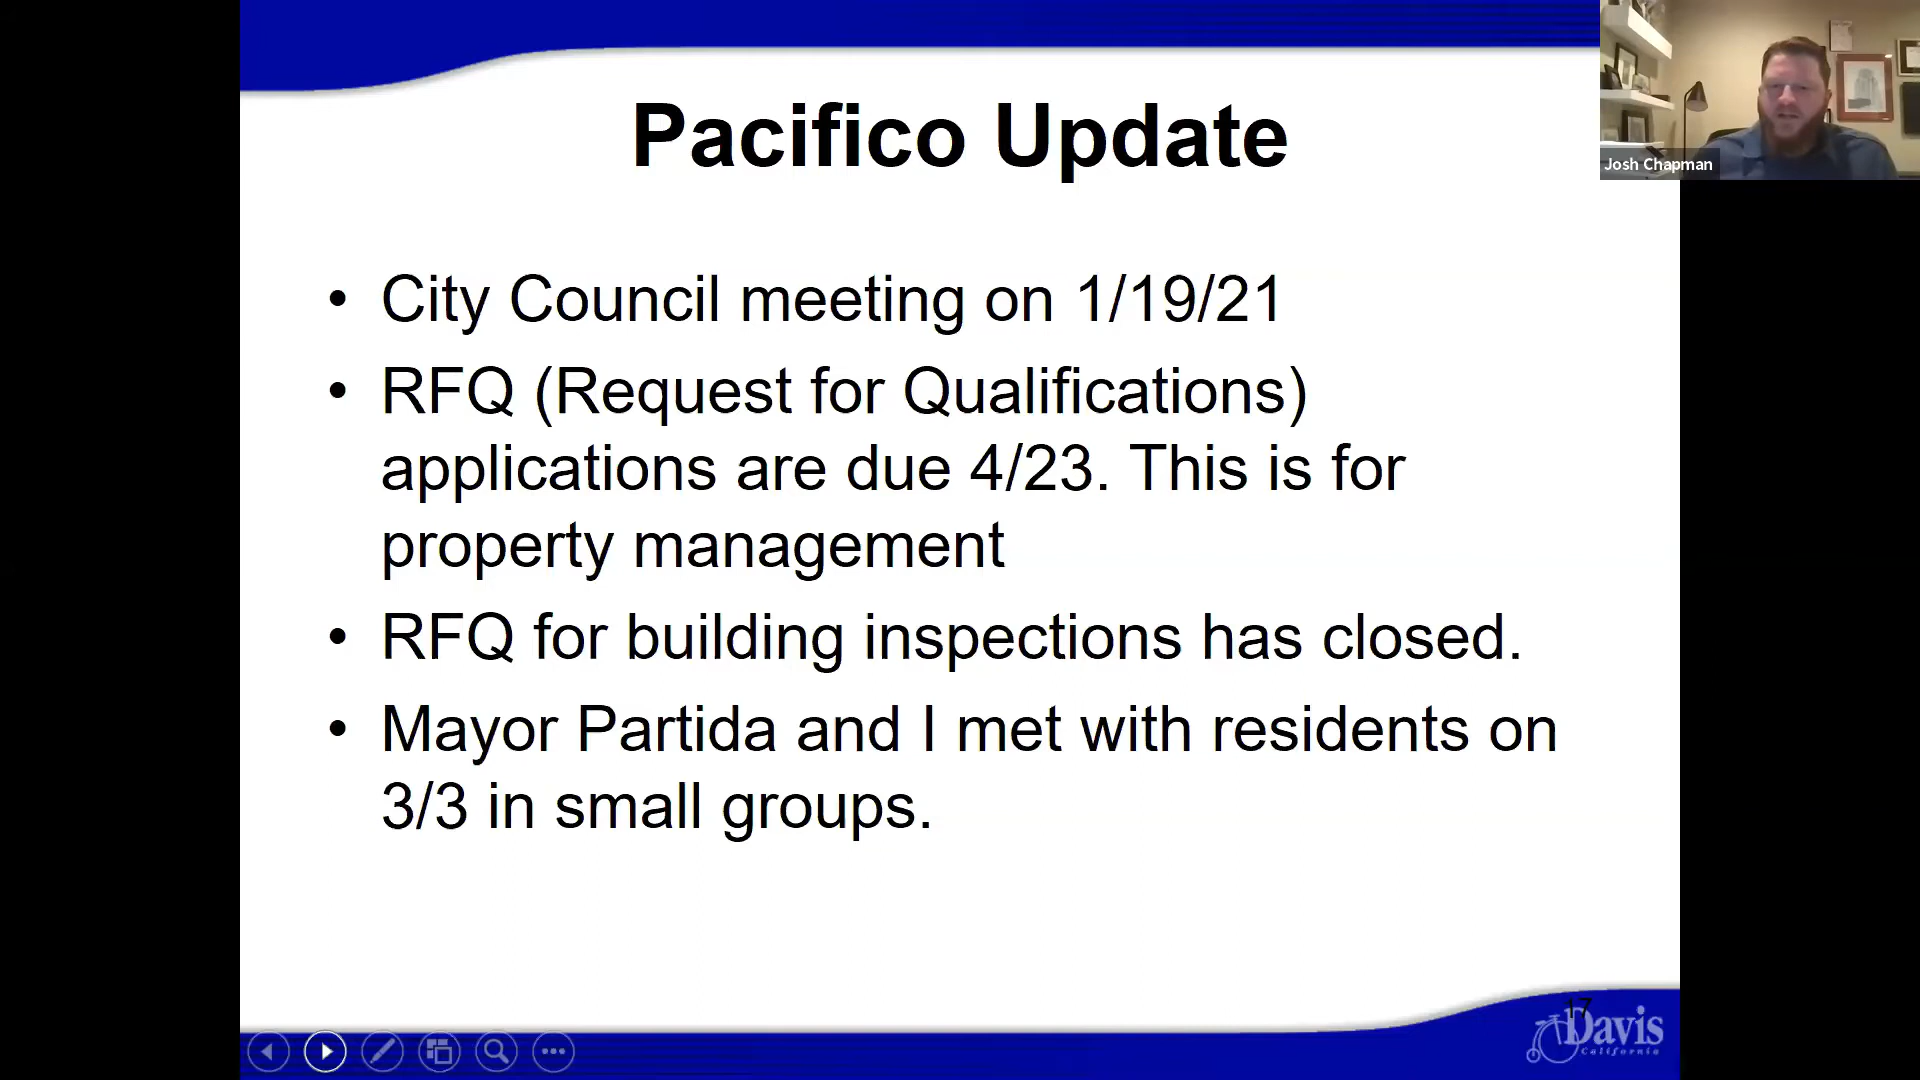 Pacifico Update
Josh Chapman
• City Council meeting on 1/19/21
• RFQ (Request for Qualifications)
applications are due 4/23. This is for
property management
• RFQ for building inspections has closed.
• Mayor Partida and I met with residents on
3/3 in small groups.
17
Davis
California